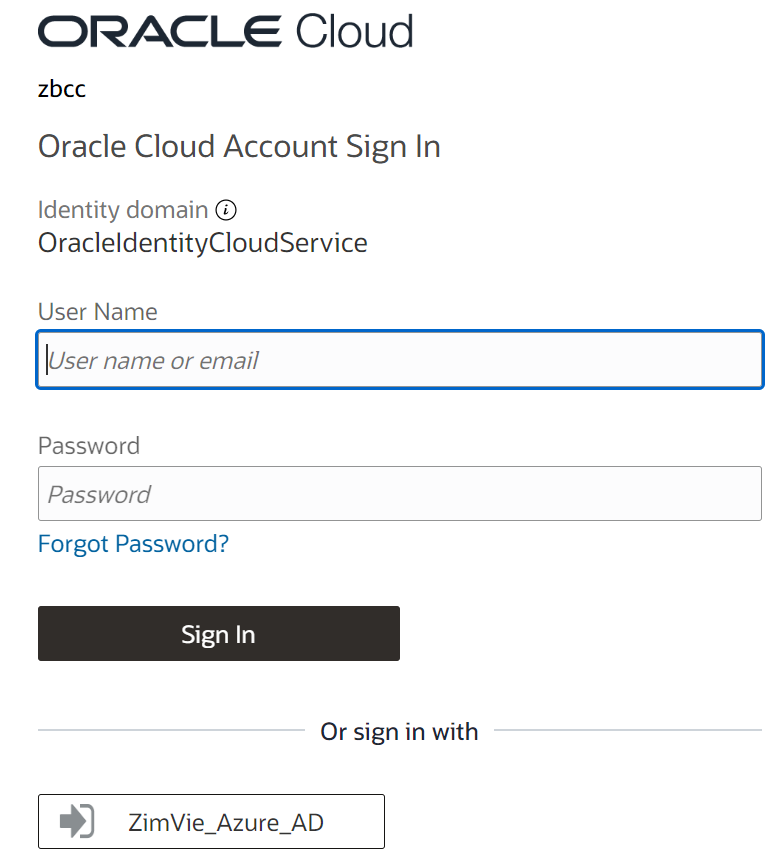 ORACLE Cloud
zbcc
Oracle Cloud Account Sign In
Identity domain i
OracleIdentityCloudService
User Name
User name or email
Password
Password
Forgot Password?
Sign In
Or sign in with
ZimVie_Azure_AD